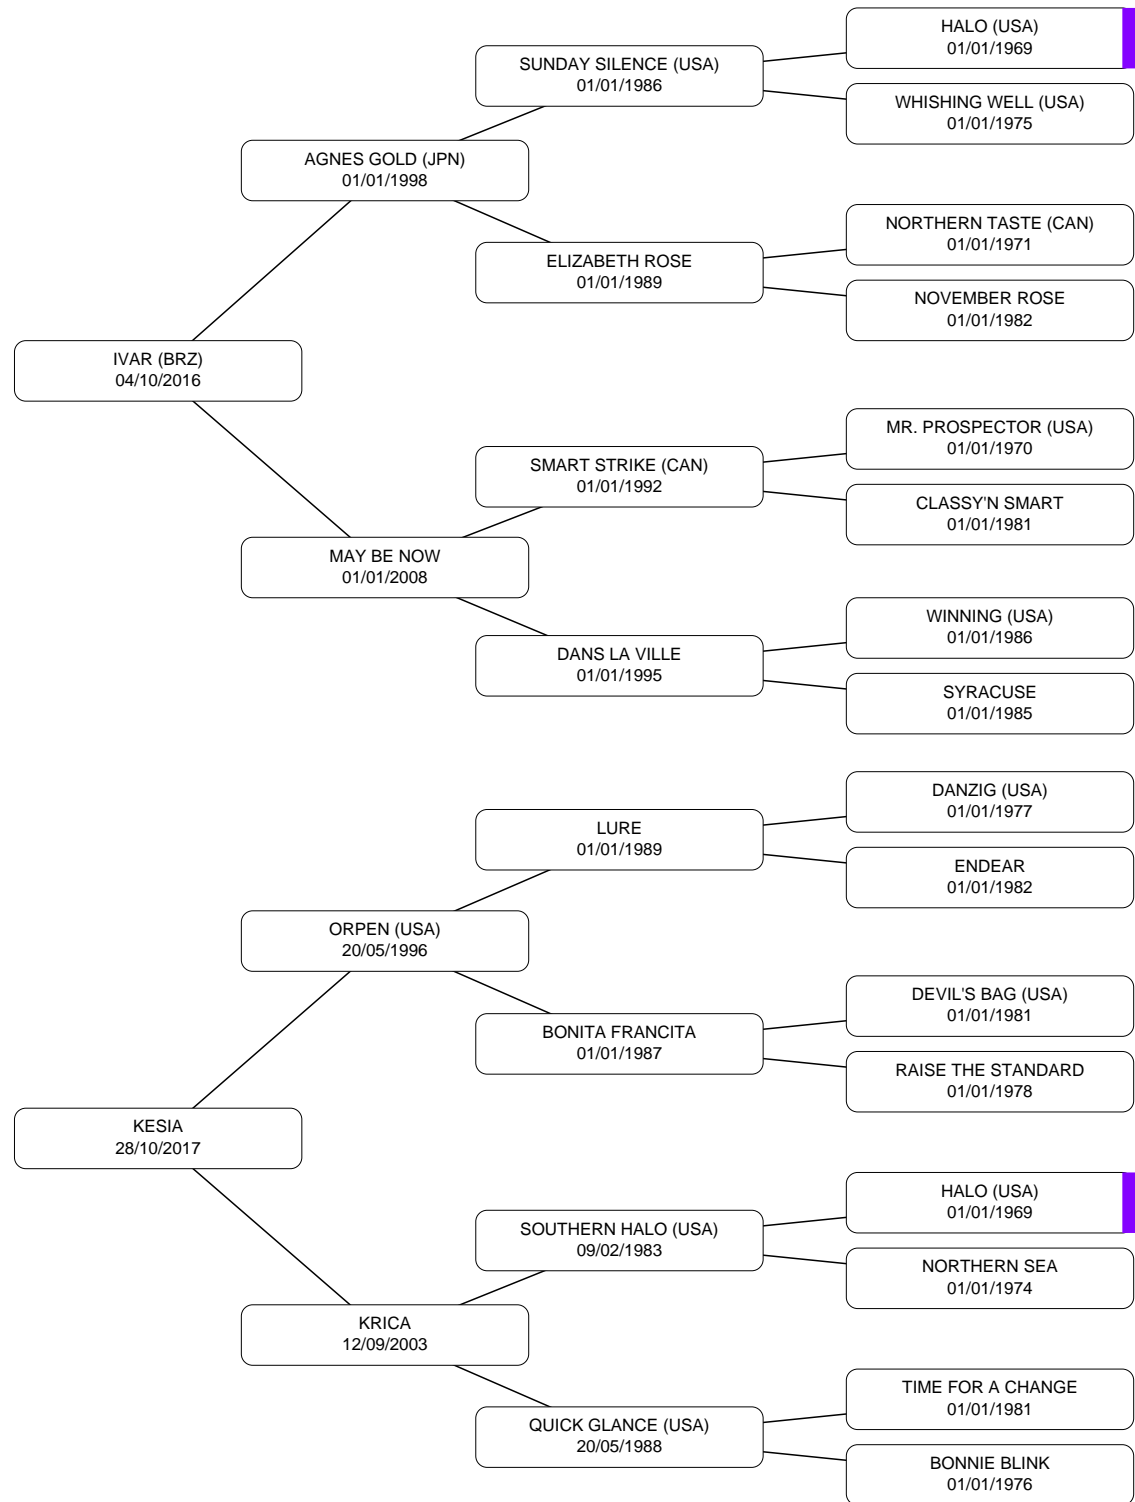 HALO (USA)
01/01/1969
SUNDAY SILENCE (USA)
01/01/1986
WHISHING WELL (USA)
01/01/1975
AGNES GOLD (JPN)
01/01/1998
NORTHERN TASTE (CAN)
01/01/1971
ELIZABETH ROSE
01/01/1989
NOVEMBER ROSE
01/01/1982
IVAR (BRZ)
04/10/2016
MR. PROSPECTOR (USA)
01/01/1970
SMART STRIKE (CAN)
01/01/1992
CLASSY'N SMART
01/01/1981
MAY BE NOW
01/01/2008
WINNING (USA)
01/01/1986
DANS LA VILLE
01/01/1995
SYRACUSE
01/01/1985
DANZIG (USA)
01/01/1977
LURE
01/01/1989
ENDEAR
01/01/1982
ORPEN (USA)
20/05/1996
DEVIL'S BAG (USA)
01/01/1981
BONITA FRANCITA
01/01/1987
RAISE THE STANDARD
01/01/1978
KESIA
28/10/2017
HALO (USA)
01/01/1969
SOUTHERN HALO (USA)
09/02/1983
NORTHERN SEA
01/01/1974
KRICA
12/09/2003
TIME FOR A CHANGE
01/01/1981
QUICK GLANCE (USA)
20/05/1988
BONNIE BLINK
01/01/1976